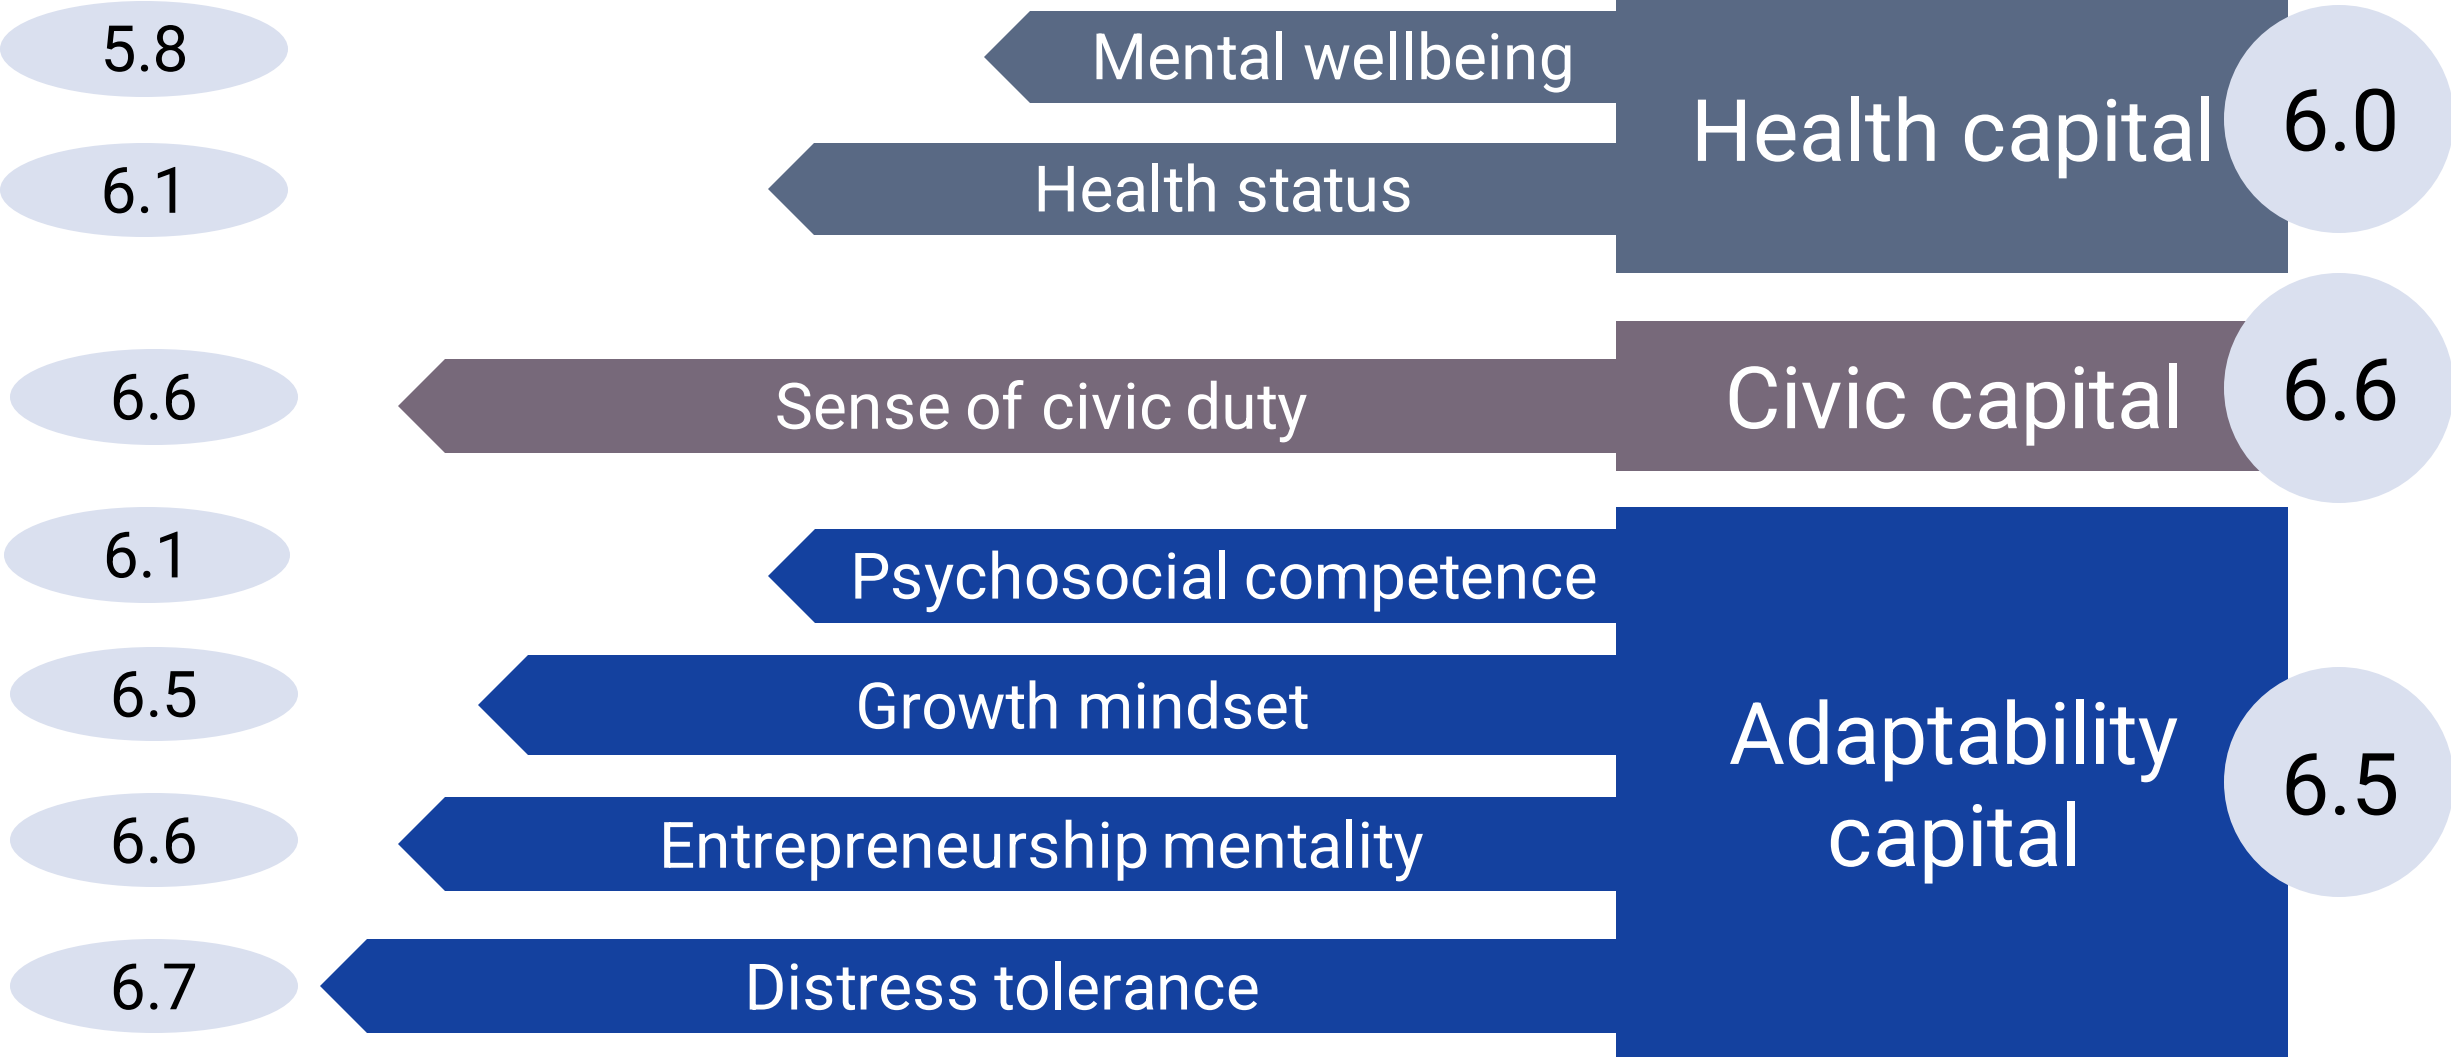 5.8
Mental wellbeing
6.1
Health status
Health capital
6.0
6.6
Sense of civic duty
Civic capital
6.6
6.1
Psychosocial competence
6.5
Growth mindset
6.6
Entrepreneurship mentality
6.7
Distress tolerance
Adaptability
capital
6.5